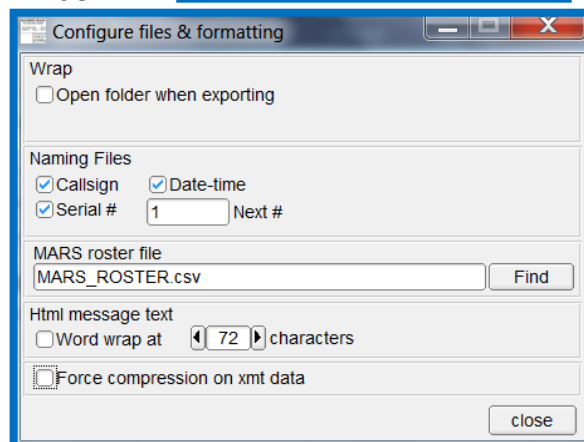 Configure files & formatting
Wrap
Open folder when exporting
Naming Files
Callsign Date-time
Serial # 1 Next #
MARS roster file
MARS_ROSTER.csv Find
Html message text
Word wrap at 72 characters
Force compression on xmt data
close